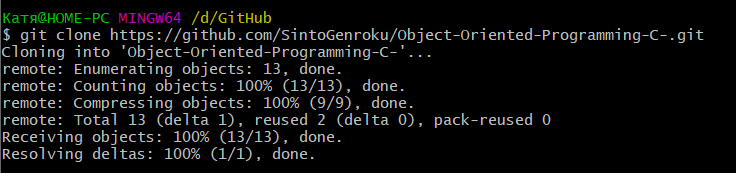 Катя@HOME-PC MINGW64 /d/GitHub
$ git clone https://github.com/SintoGenroku/Object-Oriented-Programming-C-.git
Cloning into 'Object-Oriented-Programming-C-'...
remote: Enumerating objects: 13, done.
remote: Counting objects: 100% (13/13), done.
remote: Compressing objects: 100% (9/9), done.
remote: Total 13 (delta 1), reused 2 (delta 0), pack-reused 0
Receiving objects: 100% (13/13), done.
Resolving deltas: 100% (1/1), done.